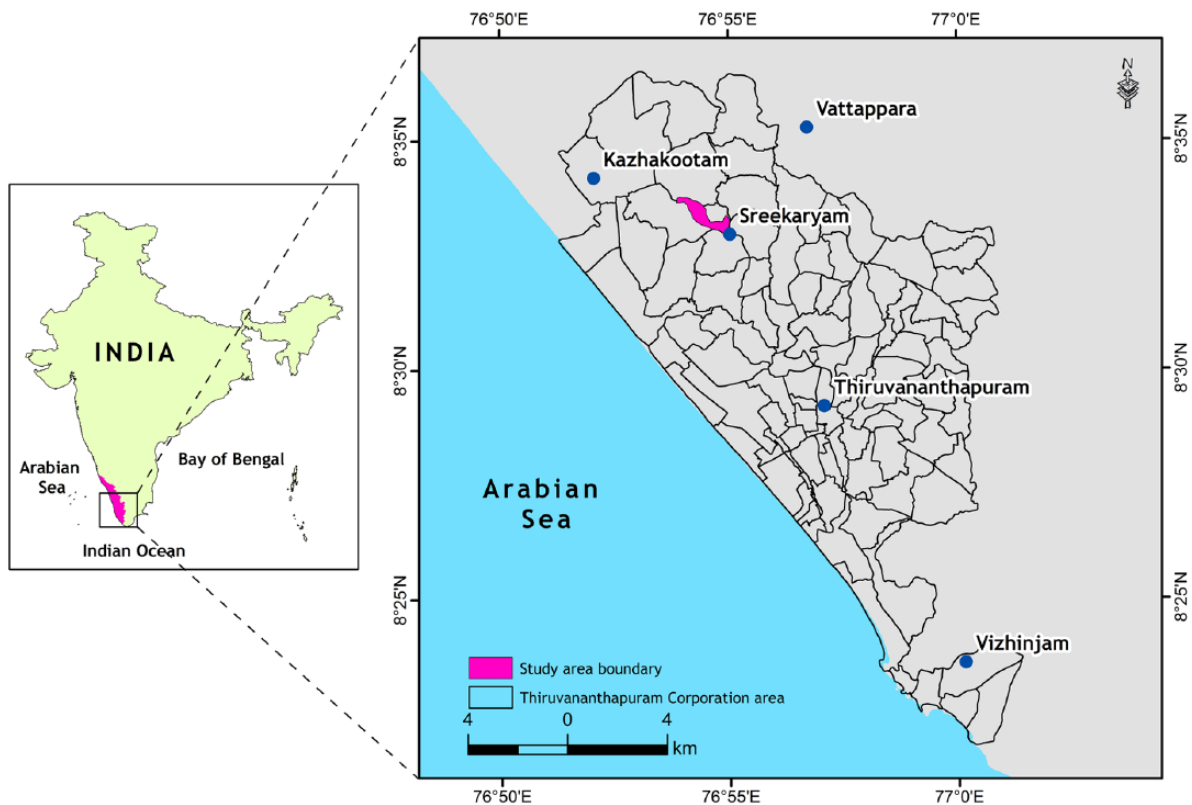 76°50'E 76°55'E 77°0'E
N
Vattappara
8°35'N 8°35'N
Kazhakootam
Sreekaryam
INDIA
8°30'N 8°30'N
Thiruvananthapuram
Bay of Bengal
Arabian
Sea
Arabian
Sea
Indian Ocean
8°25'N 8°25'N
Vizhinjam
Study area boundary
Thiruvananthapuram Corporation area
4 0 4
km
76°50'E 76°55'E 77°0'E